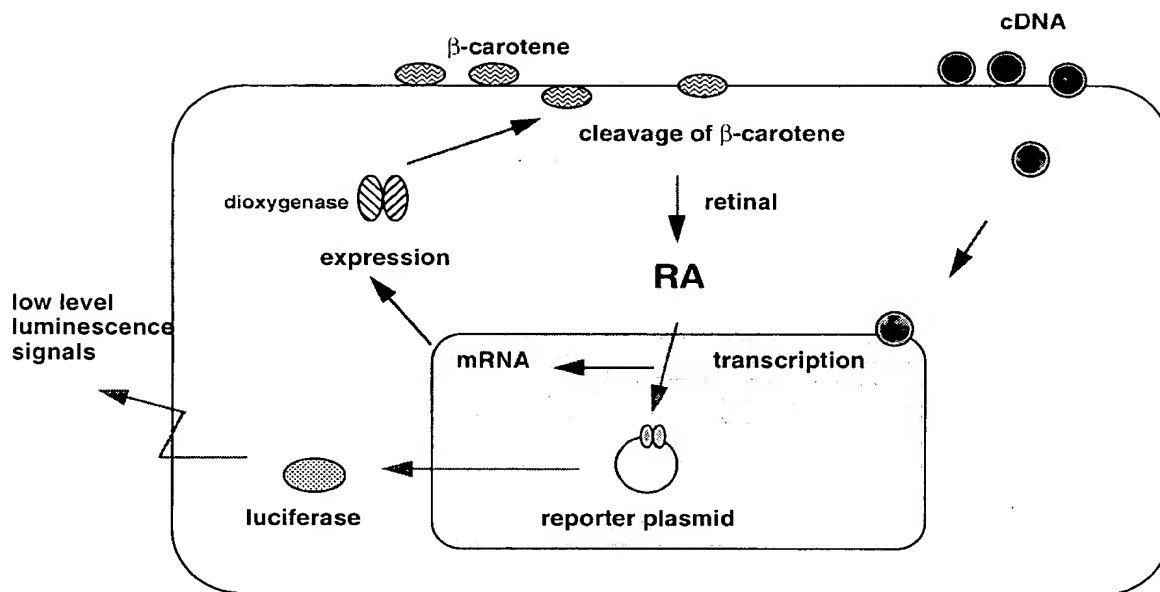 cDNA
β-carotene
cleavage of β-carotene
dioxygenase
retinal
expression
RA
low level
luminescence
signals
mRNA
transcription
luciferase
reporter plasmid